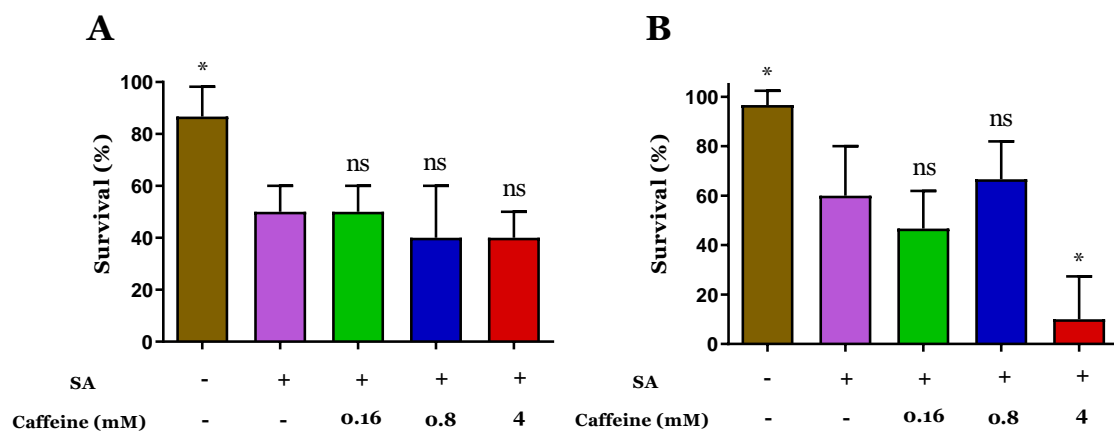 A
Survival (%)
100
80
60
40
20
0
*
ns
ns
ns
SA - + + + +
Caffeine (mM) - - 0.16 0.8 4
B
Survival (%)
100
80
60
40
20
0
*
ns
ns
*
SA - + + + +
Caffeine (mM) - - 0.16 0.8 4